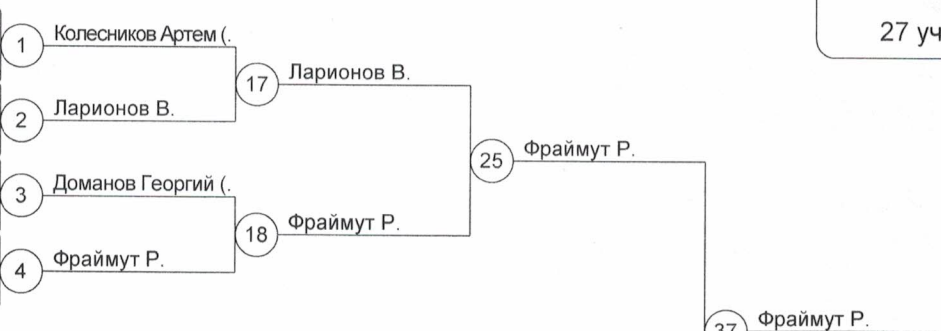 27 уч
1 Колесников Артем (.
17 Ларионов В.
2 Ларионов В.
25 Фраймут Р.
3 Доманов Георгий (.
18 Фраймут Р.
4 Фраймут Р.
37 Фраймут Р.